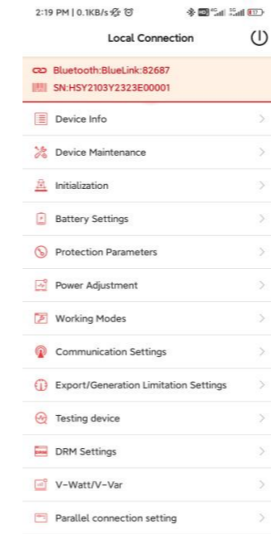 2:19 PM | 0.1KB/s
Local Connection
Bluetooth:BlueLink:82687
SN:HSY2103Y2323E00001
Device Info
Device Maintenance
Initialization
Battery Settings
Protection Parameters
Power Adjustment
Working Modes
Communication Settings
Export/Generation Limitation Settings
Testing device
DRM Settings
V-Watt/V-Var
Parallel connection setting